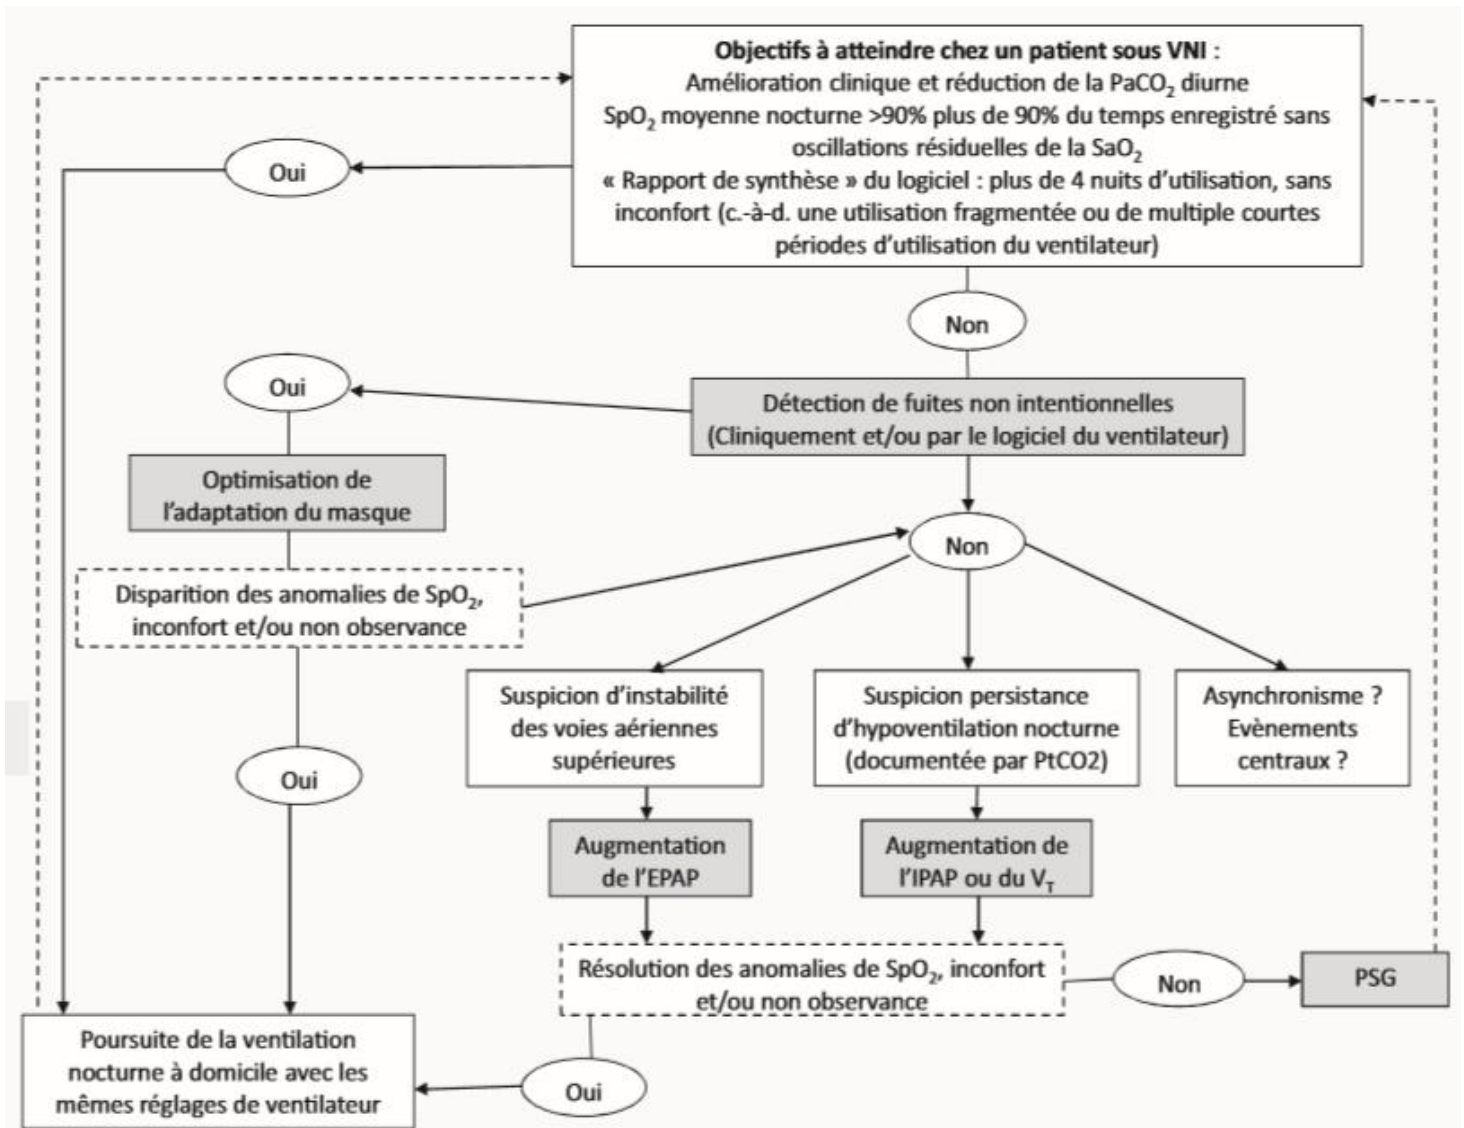 Objectifs à atteindre chez un patient sous VNI :
Amélioration clinique et réduction de la PaCO₂ diurne
SpO₂ moyenne nocturne >90% plus de 90% du temps enregistré sans
oscillations résiduelles de la SaO₂
« Rapport de synthèse » du logiciel : plus de 4 nuits d'utilisation, sans
inconfort (c.-à-d. une utilisation fragmentée ou de multiple courtes
périodes d'utilisation du ventilateur)
Oui
Non
Oui
Détection de fuites non intentionnelles
(Cliniquement et/ou par le logiciel du ventilateur)
Optimisation de
l'adaptation du masque
Non
Disparition des anomalies de SpO₂,
inconfort et/ou non observance
Suspicion d'instabilité
des voies aériennes
supérieures
Suspicion persistance
d'hypoventilation nocturne
(documentée par PtCO2)
Asynchronisme ?
Evènements
centraux ?
Oui
Augmentation
de l'EPAP
Augmentation de
l'IPAP ou du V_T
Résolution des anomalies de SpO₂, inconfort
et/ou non observance
Non
PSG
Poursuite de la ventilation
nocturne à domicile avec les
mêmes réglages de ventilateur
Oui